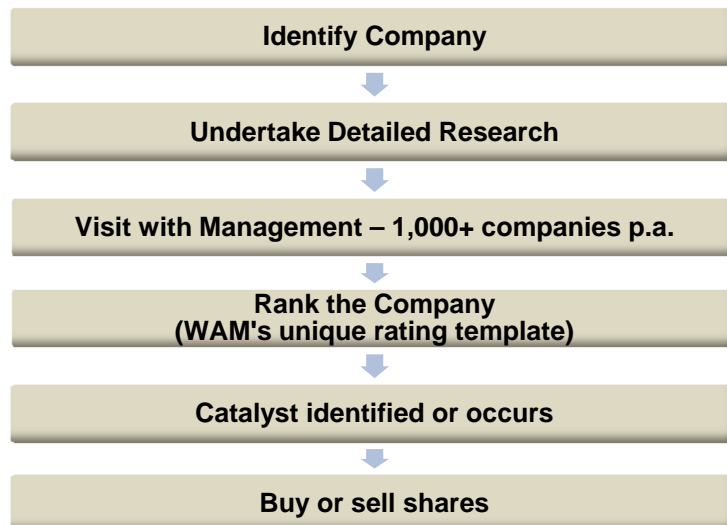 Identify Company
Undertake Detailed Research
Visit with Management – 1,000+ companies p.a.
Rank the Company
(WAM's unique rating template)
Catalyst identified or occurs
Buy or sell shares